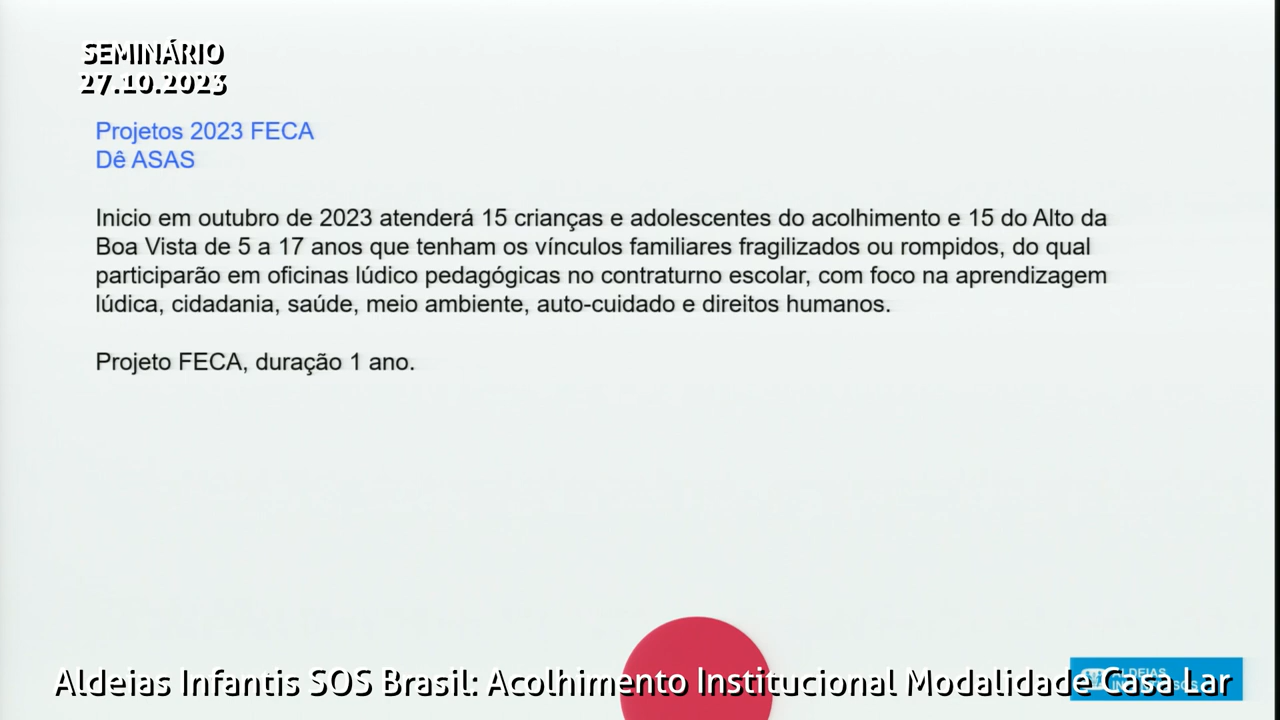 SEMINÁRIO
27.10.2023
Projetos 2023 FECA
Dê ASAS
Inicio em outubro de 2023 atenderá 15 crianças e adolescentes do acolhimento e 15 do Alto da
Boa Vista de 5 a 17 anos que tenham os vínculos familiares fragilizados ou rompidos, do qual
participarão em oficinas lúdico pedagógicas no contraturno escolar, com foco na aprendizagem
lúdica, cidadania, saúde, meio ambiente, auto-cuidado e direitos humanos.
Projeto FECA, duração 1 ano.
Aldeias Infantis SOS Brasil: Acolhimento Institucional Modalidade Casa Lar